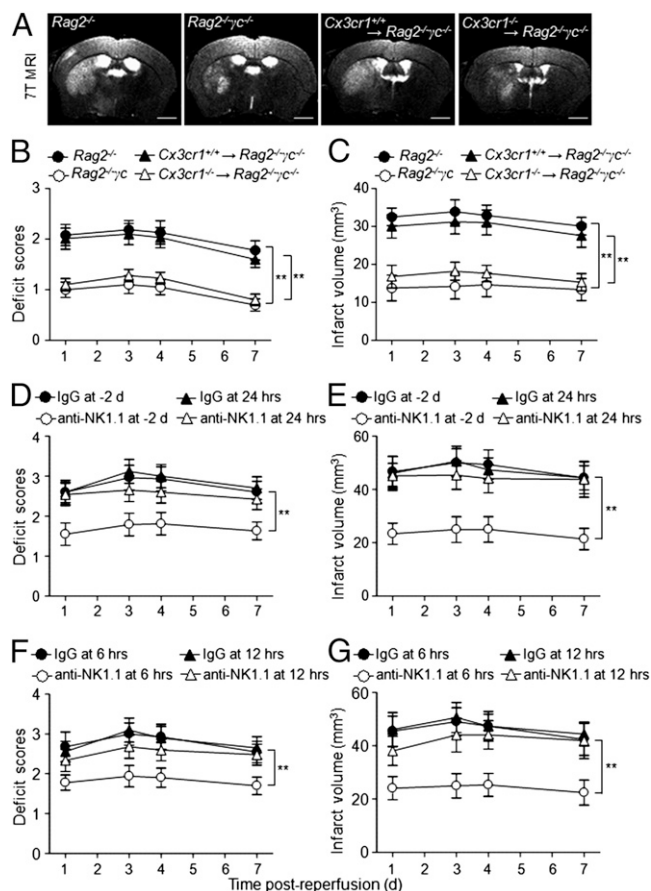 A
7T MRI
Rag2-/-
Rag2-/-γc-/-
Cx3cr1+/+
→ Rag2-/-γc-/-
Cx3cr1-/-
→ Rag2-/-γc-/-
B
Rag2-/- Cx3cr1+/+ → Rag2-/-γc-/-
Rag2-/-γc Cx3cr1-/- → Rag2-/-γc-/-
Deficit scores
3
2
1
0
1 2 3 4 5 6 7
**
**
C
Rag2-/- Cx3cr1+/+ → Rag2-/-γc-/-
Rag2-/-γc Cx3cr1-/- → Rag2-/-γc-/-
Infarct volume (mm3)
40
30
20
10
0
1 2 3 4 5 6 7
**
**
D
IgG at -2 d IgG at 24 hrs
anti-NK1.1 at -2 d anti-NK1.1 at 24 hrs
Deficit scores
4
3
2
1
0
1 2 3 4 5 6 7
**
E
IgG at -2 d IgG at 24 hrs
anti-NK1.1 at -2 d anti-NK1.1 at 24 hrs
Infarct volume (mm3)
60
40
20
0
1 2 3 4 5 6 7
**
F
IgG at 6 hrs IgG at 12 hrs
anti-NK1.1 at 6 hrs anti-NK1.1 at 12 hrs
Deficit scores
4
3
2
1
0
1 2 3 4 5 6 7
**
G
IgG at 6 hrs IgG at 12 hrs
anti-NK1.1 at 6 hrs anti-NK1.1 at 12 hrs
Infarct volume (mm3)
60
40
20
0
1 2 3 4 5 6 7
**
Time post-reperfusion (d)